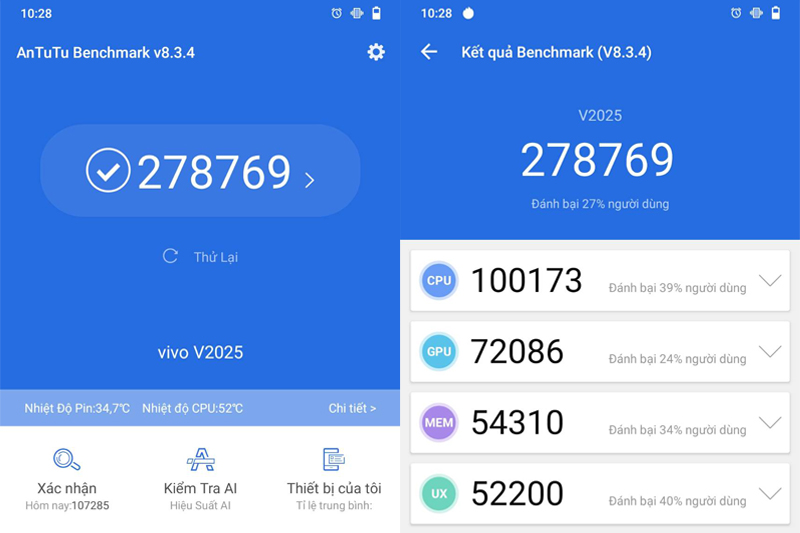 10:28
AnTuTu Benchmark v8.3.4
278769
Thử Lại
vivo V2025
Nhiệt Độ Pin:34,7℃ Nhiệt độ CPU:52℃ Chi tiết >
Xác nhận
Hôm nay:107285
Kiểm Tra AI
Hiệu Suất AI
Thiết bị của tôi
Tỉ lệ trung bình:
10:28
Kết quả Benchmark (V8.3.4)
V2025
278769
Đánh bại 27% người dùng
CPU 100173 Đánh bại 39% người dùng
GPU 72086 Đánh bại 24% người dùng
MEM 54310 Đánh bại 34% người dùng
UX 52200 Đánh bại 40% người dùng